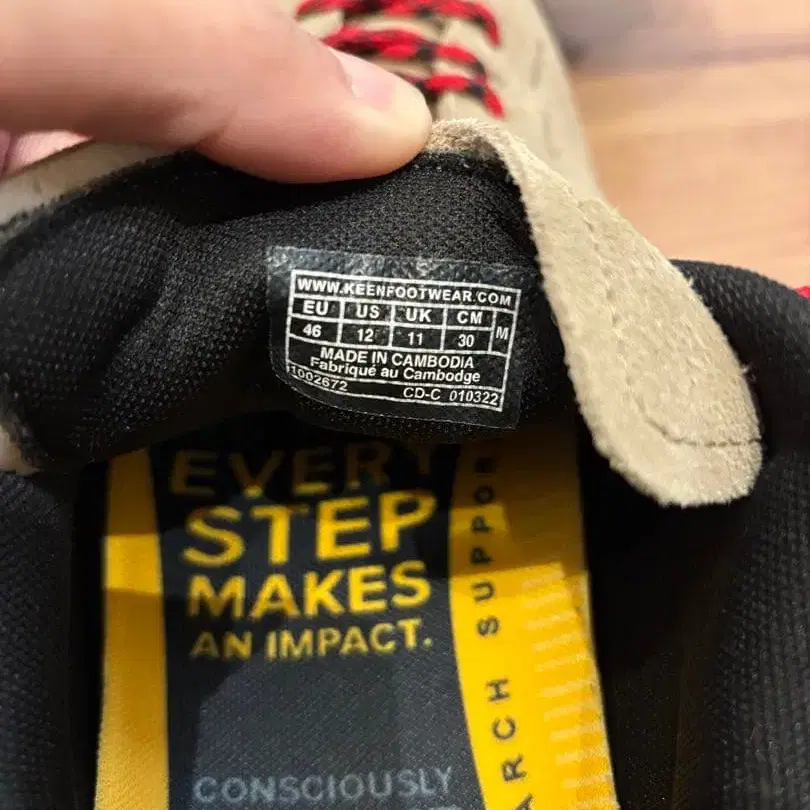 WWW.KEENFOOTWEAR.COM
EU US UK CM M
46 12 11 30
MADE IN CAMBODIA
Fabriqué au Cambodge
1002672 CD-C 010322
EVERY
STEP
MAKES
AN IMPACT.
CONSCIOUSLY
ARCH SUPPOR